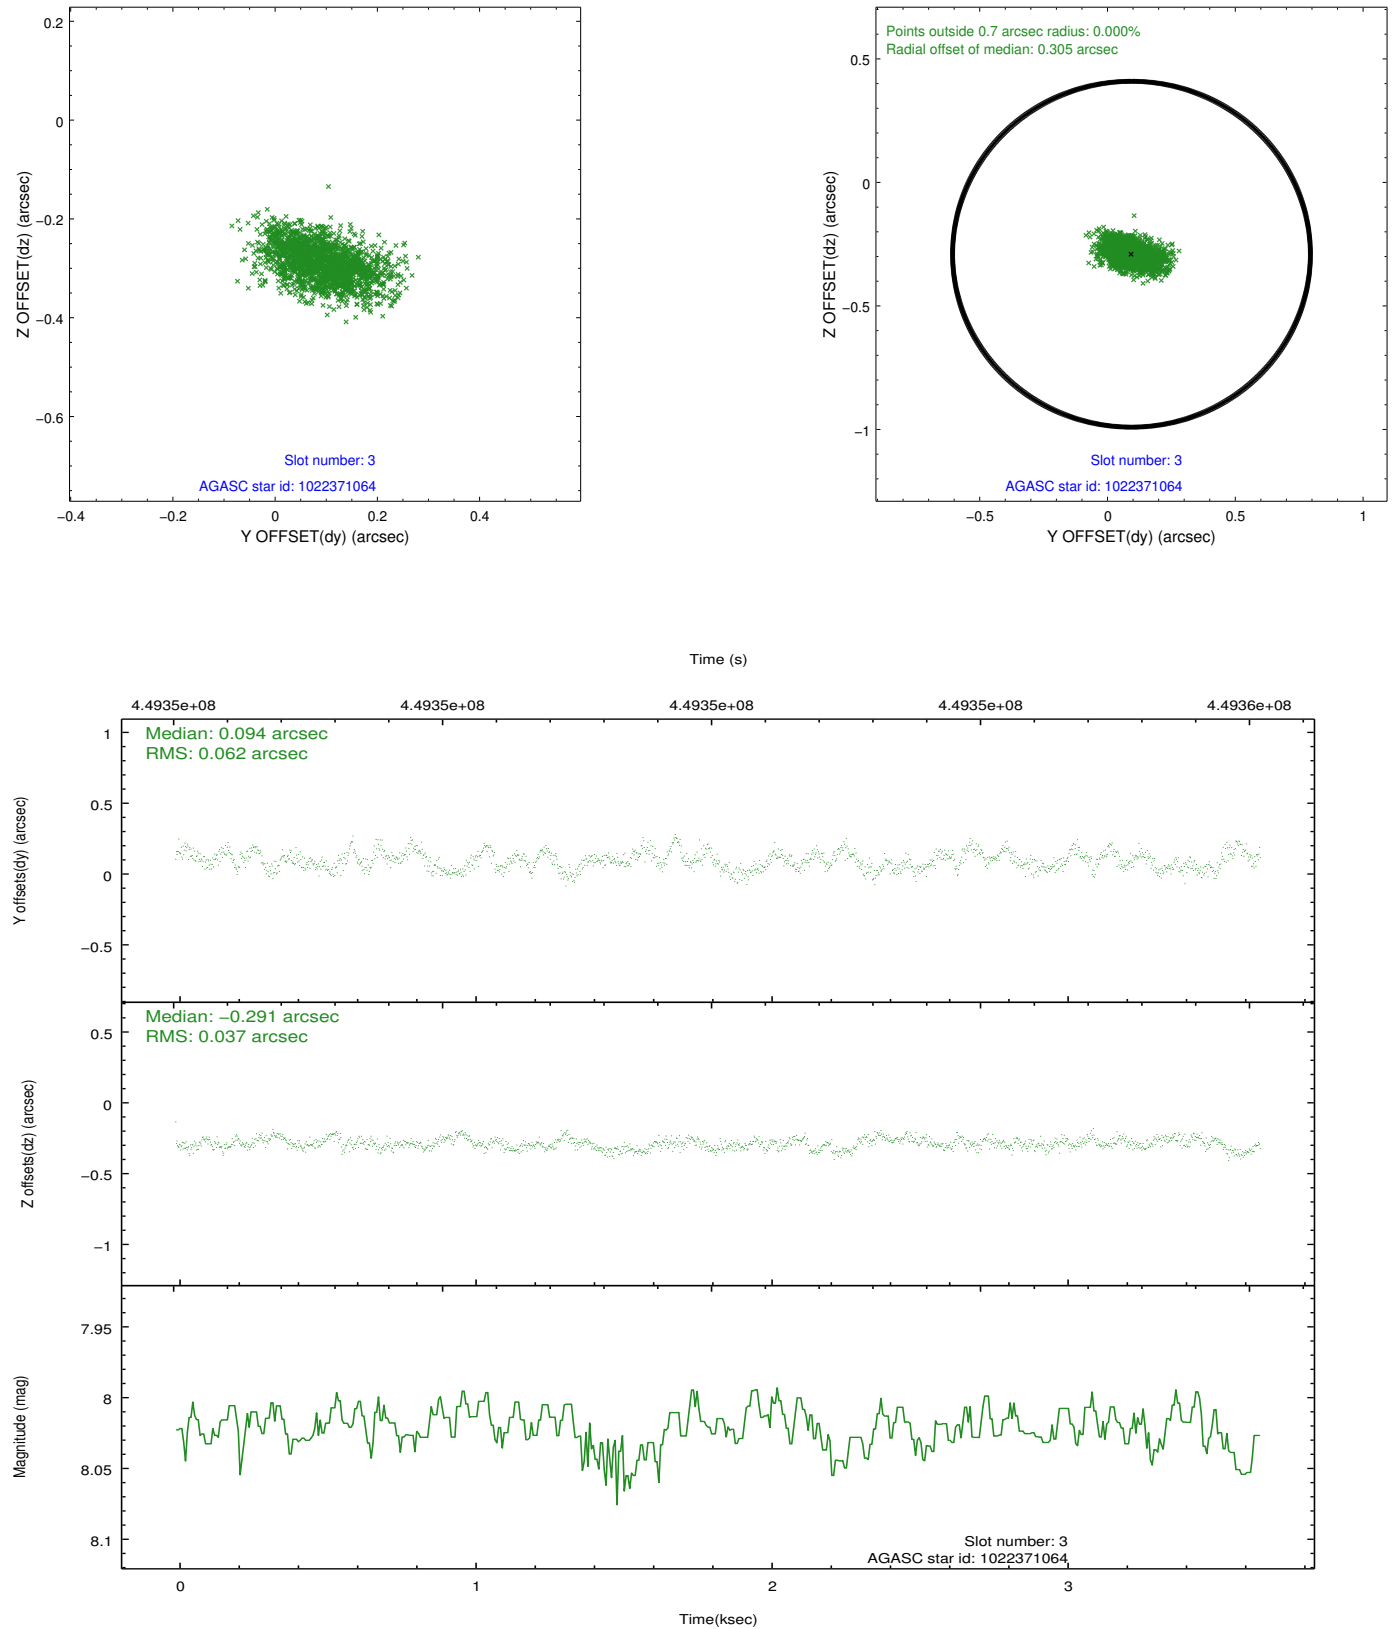 0.2
0
−0.2
−0.4
−0.6
Z OFFSET(dz) (arcsec)
Slot number: 3
AGASC star id: 1022371064
−0.4
−0.2
0
0.2
0.4
Y OFFSET(dy) (arcsec)
Points outside 0.7 arcsec radius: 0.000%
Radial offset of median: 0.305 arcsec
0.5
0
−0.5
−1
Z OFFSET(dz) (arcsec)
Slot number: 3
AGASC star id: 1022371064
−0.5
0
0.5
1
Y OFFSET(dy) (arcsec)
Time (s)
4.4935e+08
4.4935e+08
4.4935e+08
4.4935e+08
4.4936e+08
Median: 0.094 arcsec
RMS: 0.062 arcsec
1
0.5
0
−0.5
Y offsets(dy) (arcsec)
Median: −0.291 arcsec
RMS: 0.037 arcsec
0.5
0
−0.5
−1
Z offsets(dz) (arcsec)
7.95
8
8.05
8.1
Magnitude (mag)
Slot number: 3
AGASC star id: 1022371064
0
1
2
3
Time(ksec)